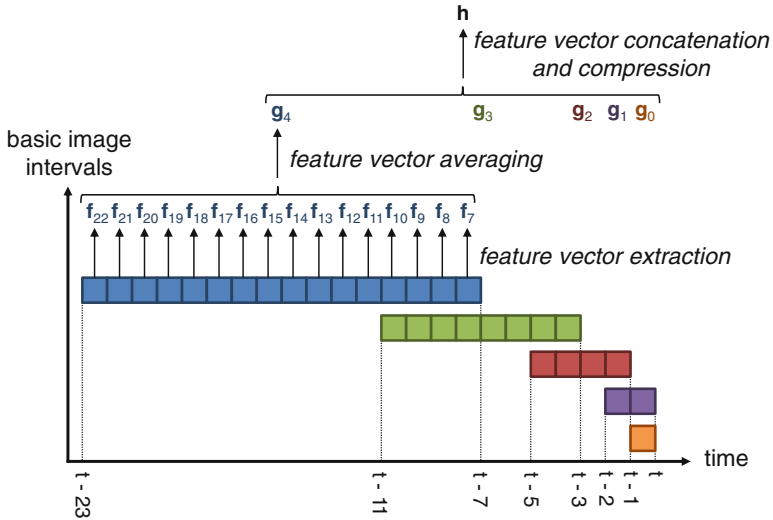 h
feature vector concatenation
and compression
g4 g3 g2 g1 g0
basic image
intervals
feature vector averaging
f22 f21 f20 f19 f18 f17 f16 f15 f14 f13 f12 f11 f10 f9 f8 f7
feature vector extraction
time
t - 23 t - 11 t - 7 t - 5 t - 3 t - 2 t - 1 t